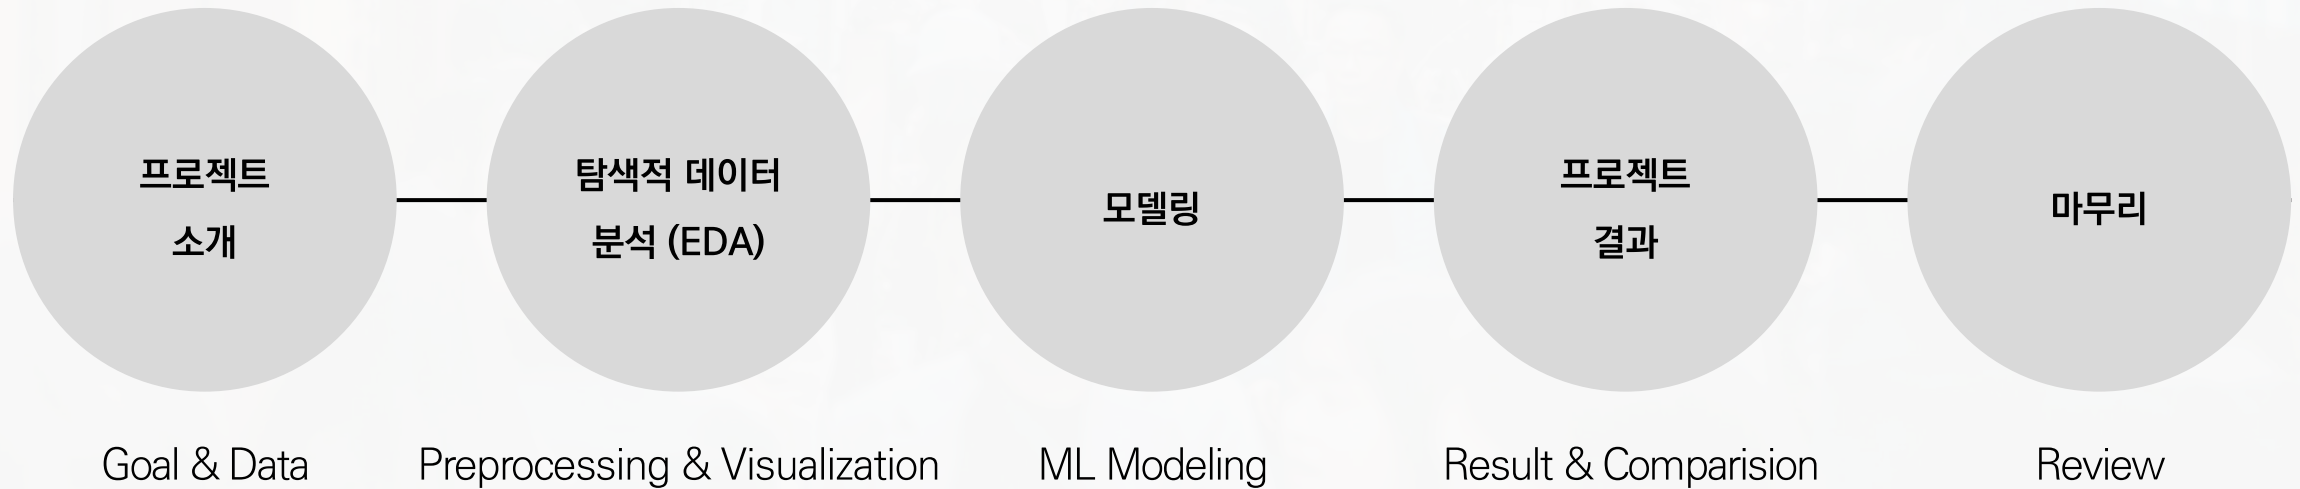 프로젝트
소개
탐색적 데이터
분석 (EDA)
모델링
프로젝트
결과
마무리
Goal & Data
Preprocessing & Visualization
ML Modeling
Result & Comparision
Review